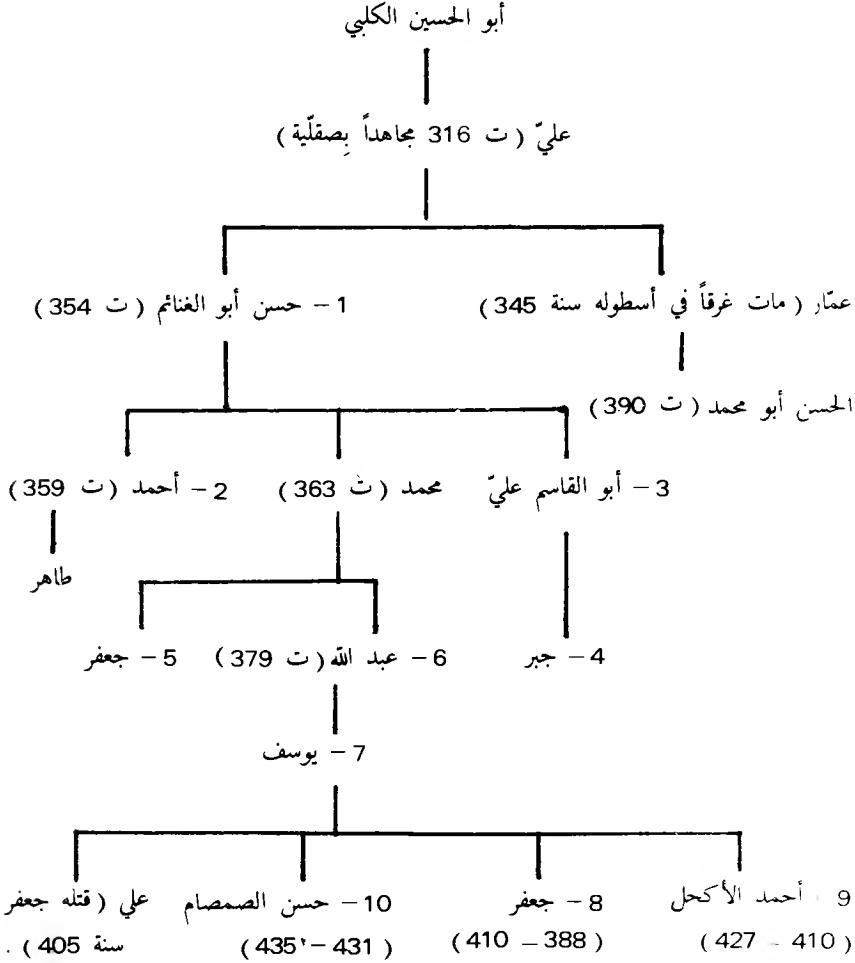 أبو الحسين الكلبي
عليّ ( ت 316 مجاهداً بِصقلّية )
عمّار ( مات غرقاً في أسطوله سنة 345 ) 1 – حسن أبو الغنائم ( ت 354 )
الحسن أبو محمد ( ت 390 )
3 – أبو القاسم عليّ محمد ( ت 363 ) 2 – أحمد ( ت 359 )
طاهر
4 – جبر 6 – عبد الله ( ت 379 ) 5 – جعفر
7 – يوسف
9 - أحمد الأكحل 8 – جعفر 10 – حسن الصمصام علي ( قتله جعفر
( 410 – 427 ) ( 388 – 410 ) ( 431 – 435 ) سنة 405 ) .